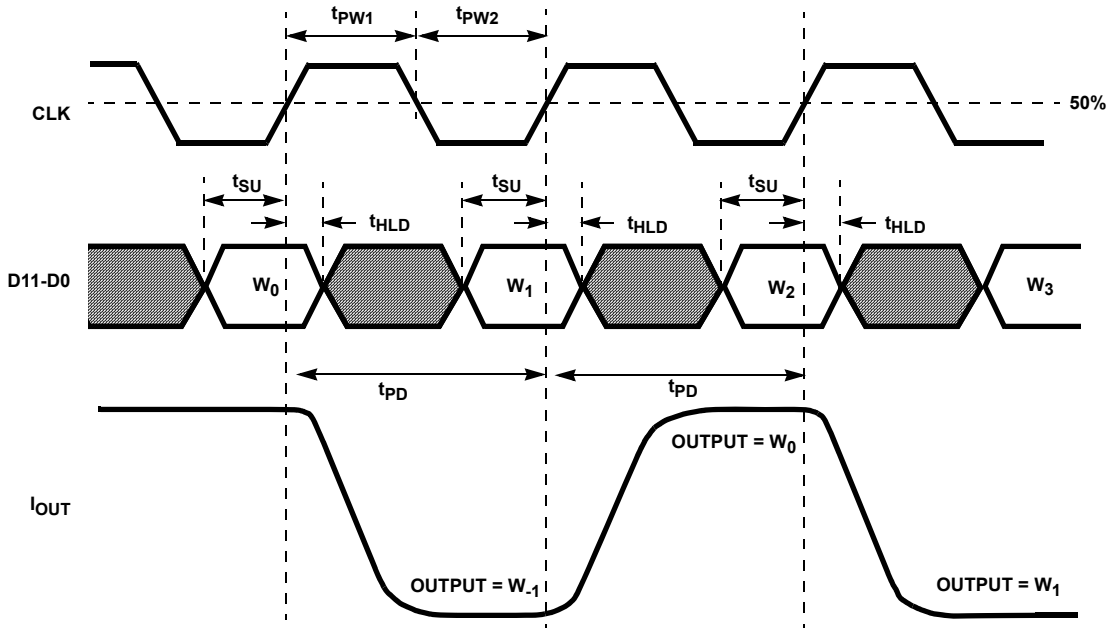 tPW1 tPW2
CLK 50%
tSU tSU tSU
tHLD tHLD tHLD
D11-D0 W0 W1 W2 W3
tPD tPD
OUTPUT = W0
IOUT
OUTPUT = W-1 OUTPUT = W1